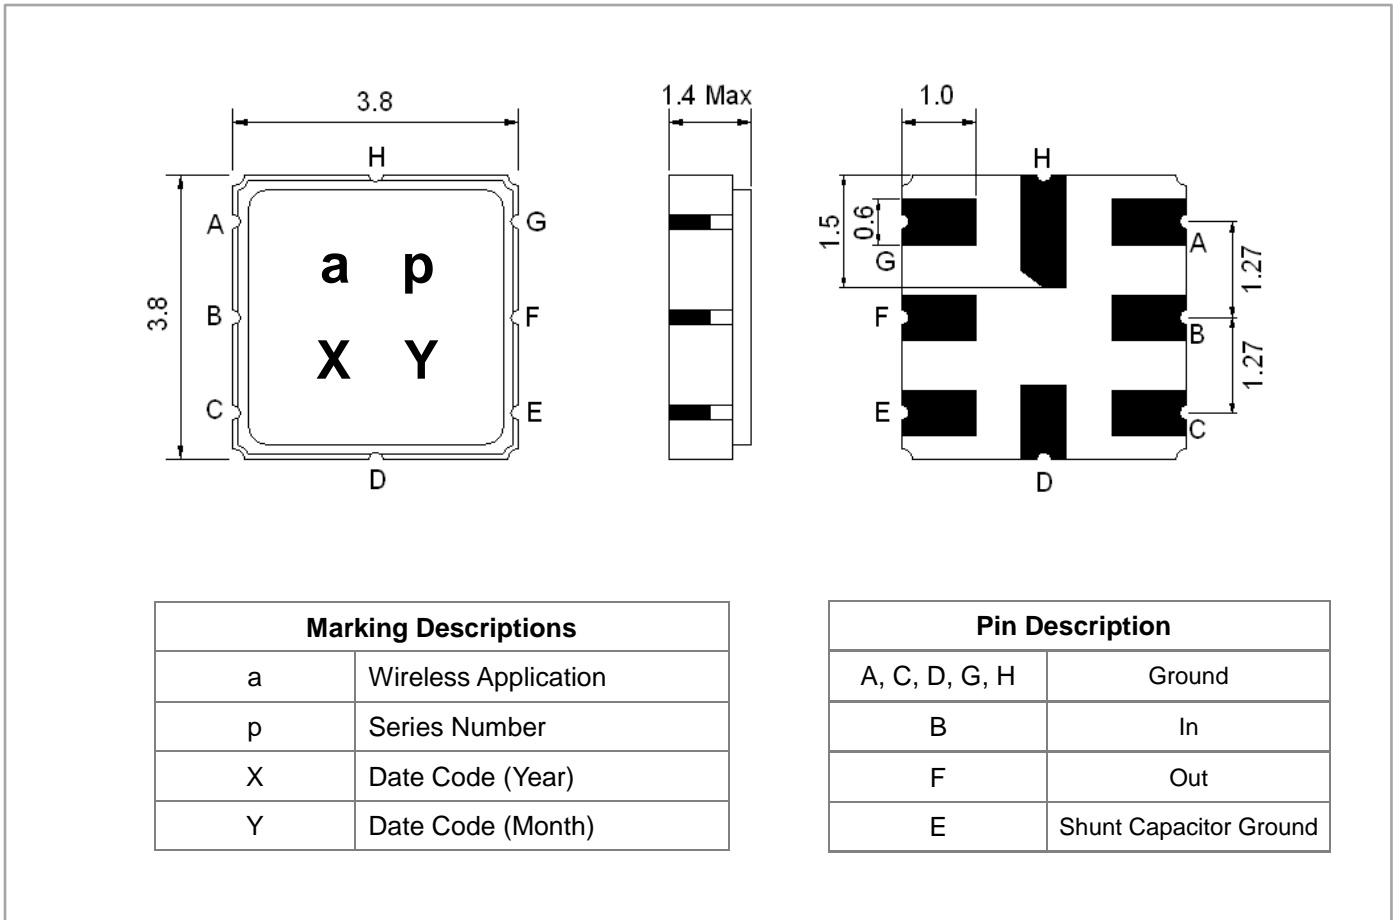 3.8
1.4 Max
1.0
H
H
A
G
1.5
0.6
A
G
1.27
a p
3.8
B
F
F
B
X Y
1.27
C
E
E
C
D
D
Marking Descriptions
a Wireless Application
p Series Number
X Date Code (Year)
Y Date Code (Month)
Pin Description
A, C, D, G, H Ground
B In
F Out
E Shunt Capacitor Ground